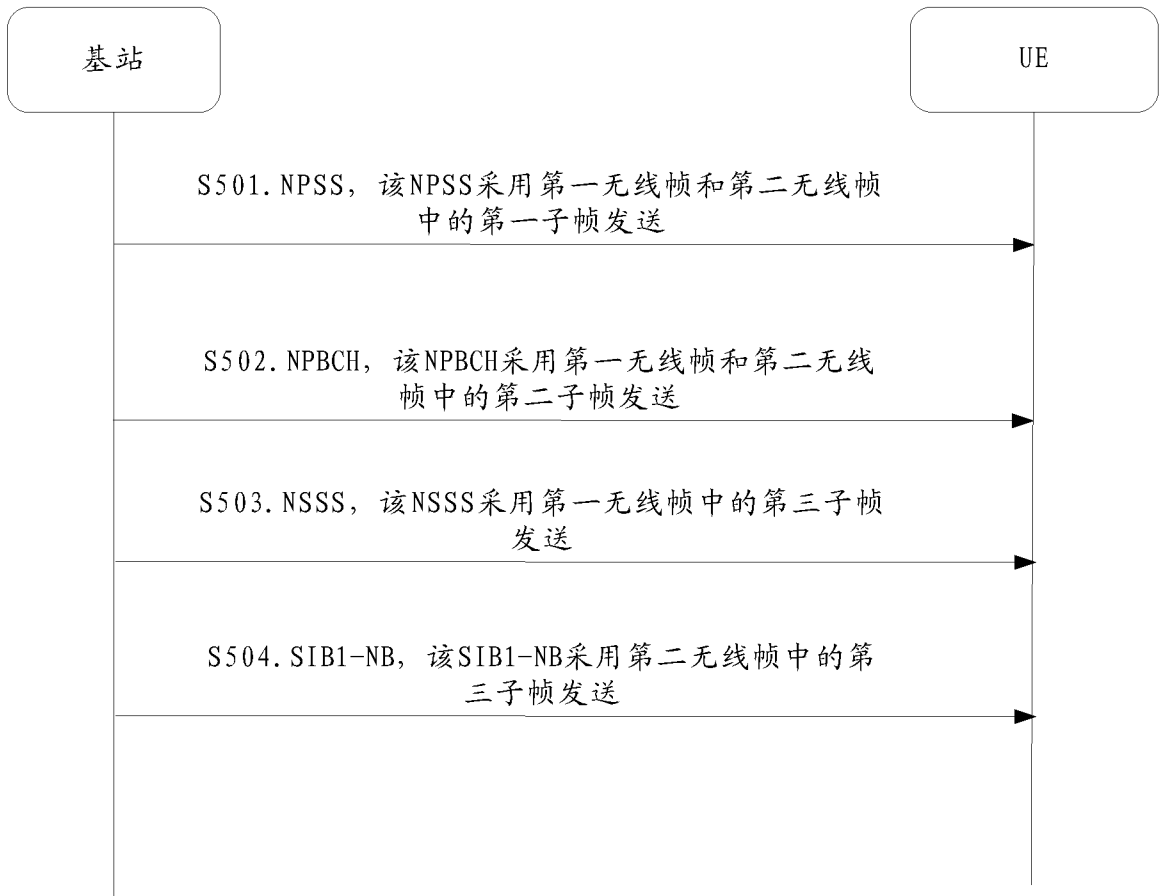 基站
UE
S501.NPSS，该NPSS采用第一无线帧和第二无线帧
中的第一子帧发送
S502.NPBCH，该NPBCH采用第一无线帧和第二无线
帧中的第二子帧发送
S503.NSSS，该NSSS采用第一无线帧中的第三子帧
发送
S504.SIB1-NB，该SIB1-NB采用第二无线帧中的第
三子帧发送